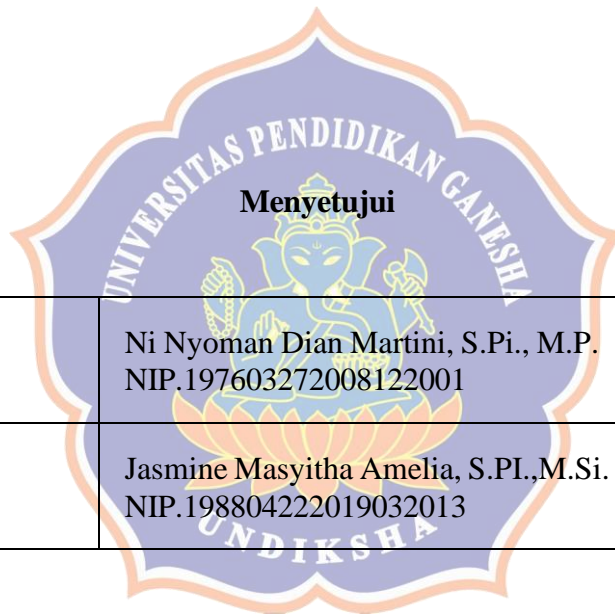 UNIVERSITAS PENDIDIKAN GANESHA
Menyetujui
Ni Nyoman Dian Martini, S.Pi., M.P.
NIP.197603272008122001
Jasmine Masyitha Amelia, S.PI.,M.Si.
NIP.198804222019032013
UNDIKSHA